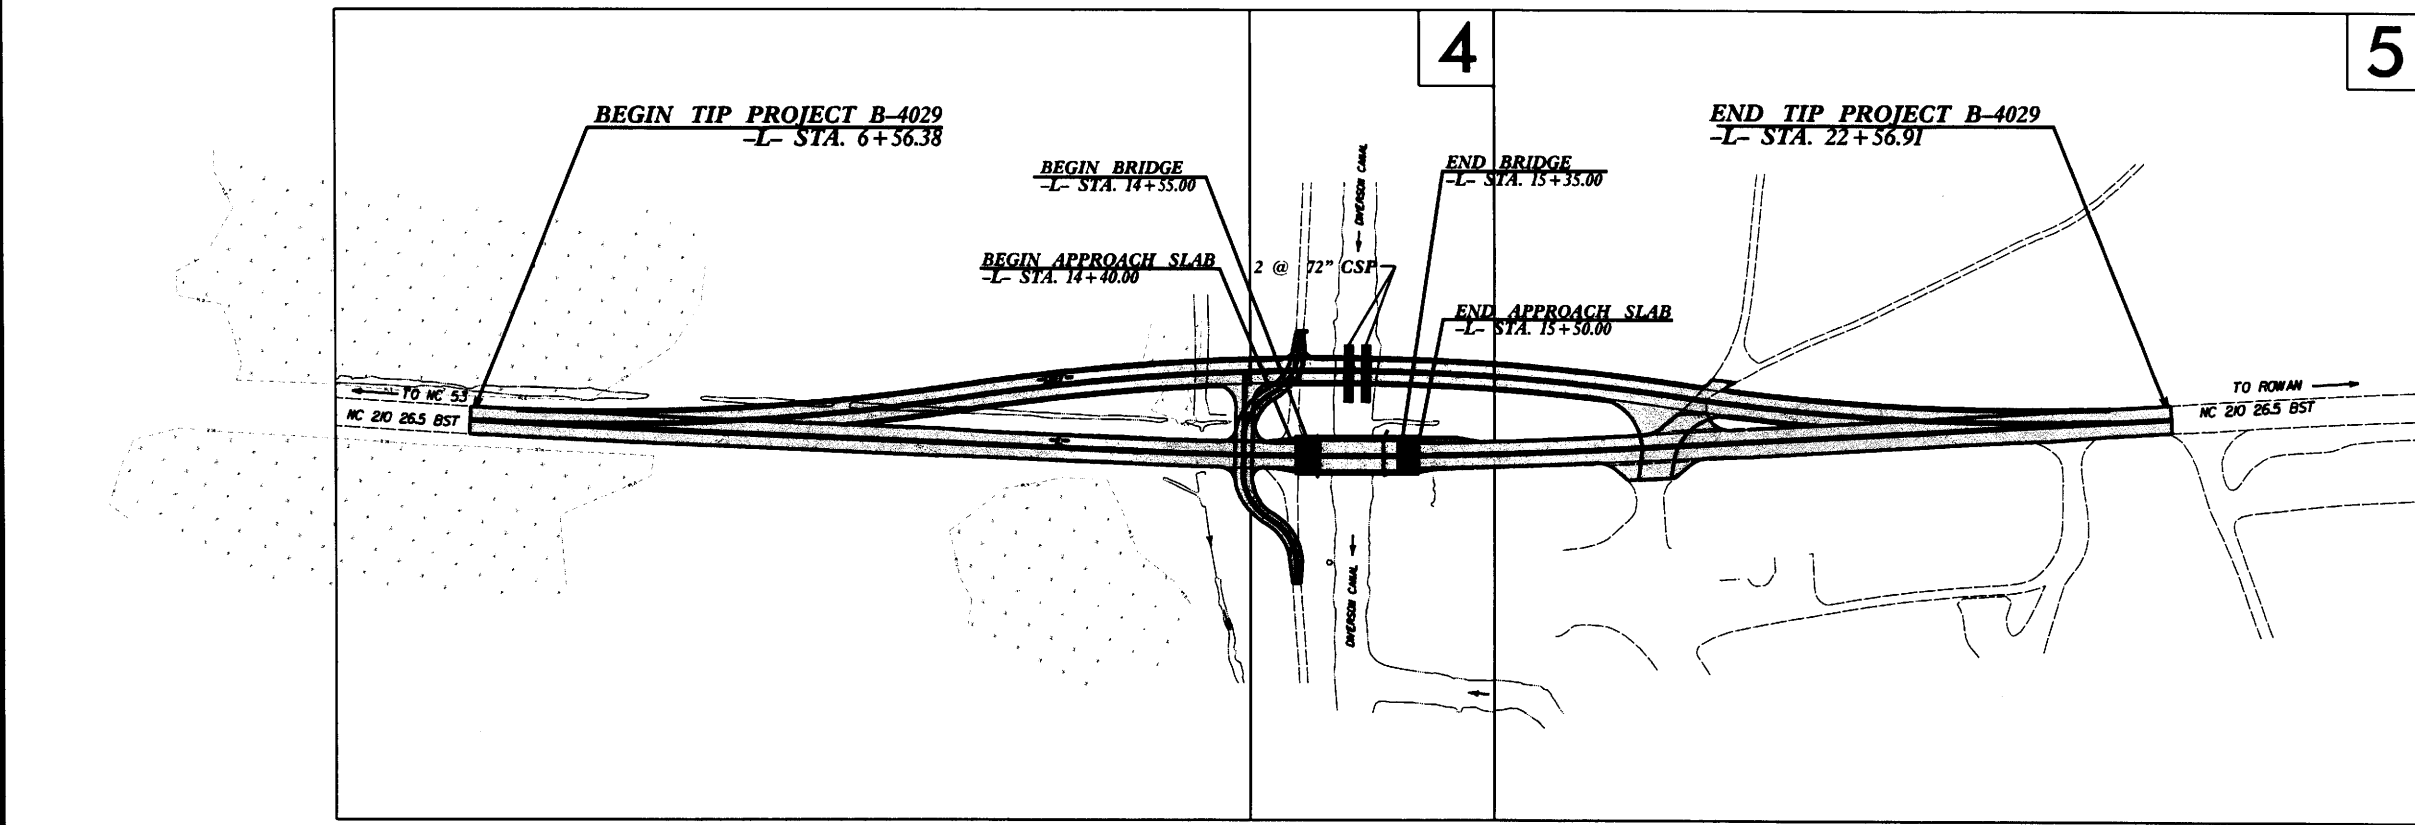 4
5
BEGIN TIP PROJECT B–4029
–L– STA. 6+56.38
END TIP PROJECT B–4029
–L– STA. 22+56.91
BEGIN BRIDGE
–L– STA. 14+55.00
END BRIDGE
–L– STA. 15+35.00
DIVERSON CANAL
BEGIN APPROACH SLAB
–L– STA. 14+40.00
2 @ 72" CSP
END APPROACH SLAB
–L– STA. 15+50.00
TO NC 53
NC 210 26.5 BST
TO ROWAN
NC 210 26.5 BST
DIVERSON CANAL